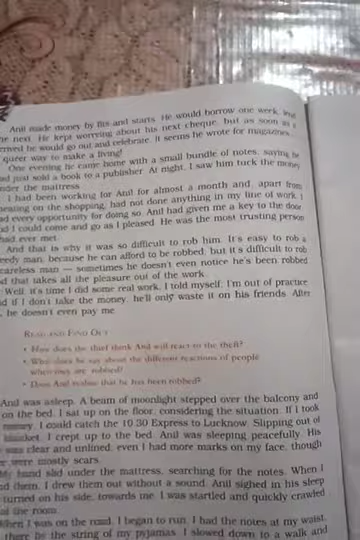 Anil made money by fits and starts. He would borrow one week, lend
the next. He kept worrying about his next cheque, but as soon as it
arrived he would go out and celebrate. It seems he wrote for magazines
queer way to make a living!
One evening he came home with a small bundle of notes, saying he
had just sold a book to a publisher. At night, I saw him tuck the money
under the mattress.
I had been working for Anil for almost a month and, apart from
cheating on the shopping, had not done anything in my line of work. I
had every opportunity for doing so. Anil had given me a key to the door
and I could come and go as I pleased. He was the most trusting person
had ever met.
And that is why it was so difficult to rob him. It's easy to rob a
greedy man, because he can afford to be robbed; but it's difficult to rob
careless man — sometimes he doesn't even notice he's been robbed
and that takes all the pleasure out of the work.
Well, it's time I did some real work, I told myself; I'm out of practice
And if I don't take the money, he'll only waste it on his friends. After
, he doesn't even pay me.
READ AND FIND OUT
• How does the thief think Anil will react to the theft?
• What does he say about the different reactions of people
when they are robbed?
• Does Anil realise that he has been robbed?
Anil was asleep. A beam of moonlight stepped over the balcony and
on the bed. I sat up on the floor, considering the situation. If I took
money, I could catch the 10.30 Express to Lucknow. Slipping out of
blanket, I crept up to the bed. Anil was sleeping peacefully. His
was clear and unlined; even I had more marks on my face, though
were mostly scars.
My hand slid under the mattress, searching for the notes. When I
found them, I drew them out without a sound. Anil sighed in his sleep
turned on his side, towards me. I was startled and quickly crawled
of the room.
When I was on the road, I began to run. I had the notes at my waist,
there by the string of my pyjamas. I slowed down to a walk and